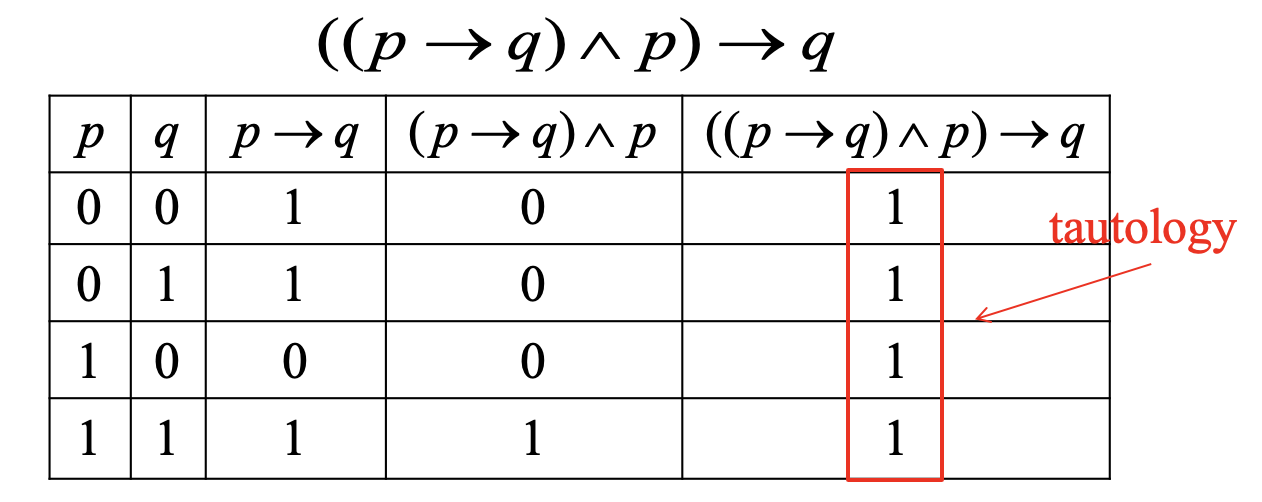 ((p → q) ∧ p) → q
p q p → q (p → q) ∧ p ((p → q) ∧ p) → q
0 0 1 0 1
tautology
0 1 1 0 1
1 0 0 0 1
1 1 1 1 1